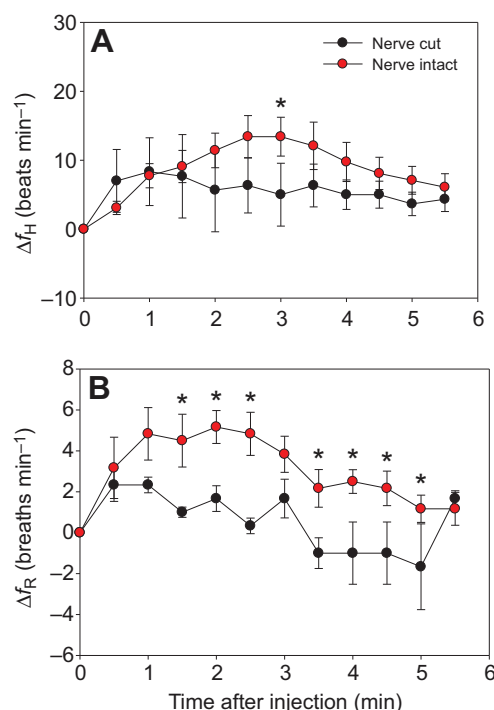 A
30
20
10
0
–10
ΔfH (beats min–1)
Nerve cut
Nerve intact
*
0 1 2 3 4 5 6
B
8
6
4
2
0
–2
–4
–6
ΔfR (breaths min–1)
* * * * * * *
0 1 2 3 4 5 6
Time after injection (min)